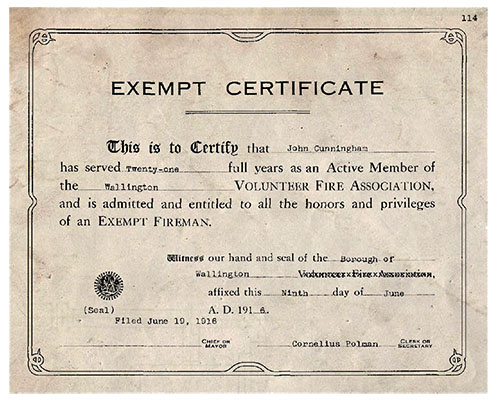 114
EXEMPT CERTIFICATE
This is to Certify that John Cunningham
has served Twenty-one full years as an Active Member of
the Wallington VOLUNTEER FIRE ASSOCIATION,
and is admitted and entitled to all the honors and privileges
of an EXEMPT FIREMAN.
Witness our hand and seal of the Borough of
Wallington Volunteer Fire Association,
affixed this Ninth day of June
(Seal) A. D. 1916.
Filed June 19, 1916
CHIEF OR
MAYOR
Cornelius Polman CLERK OR
SECRETARY